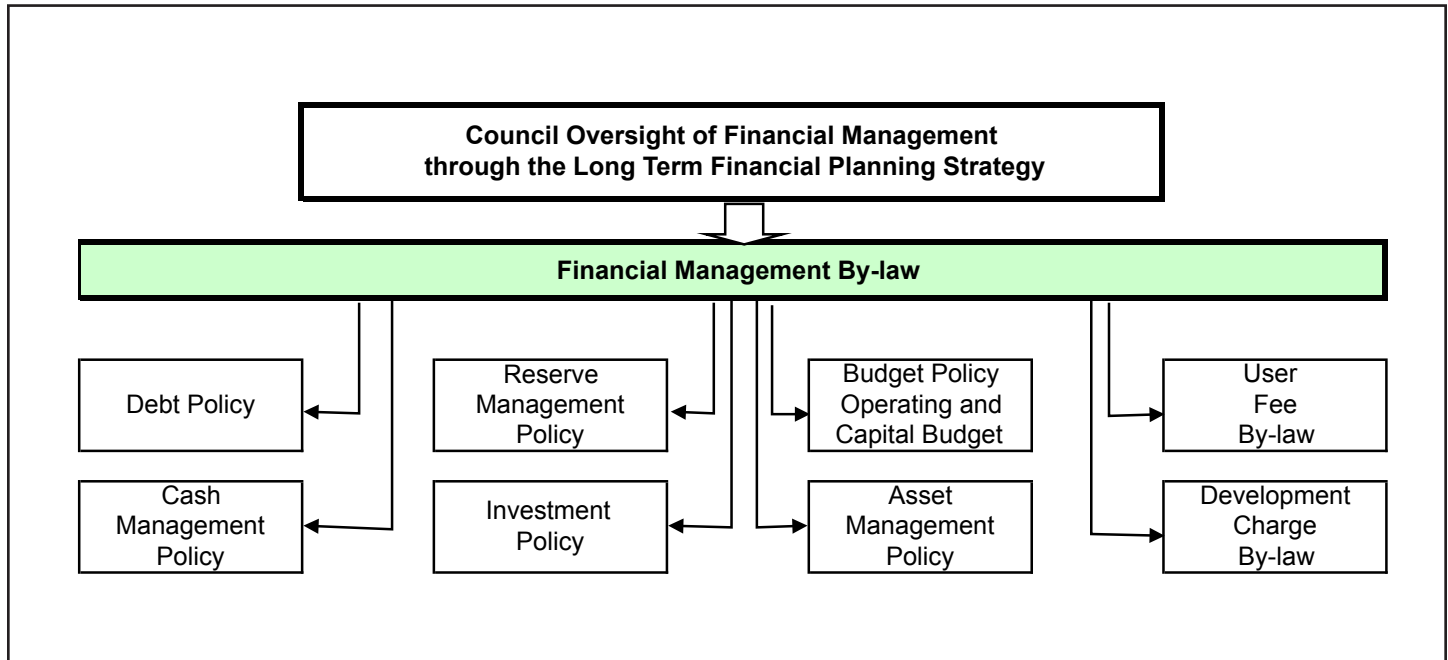 Council Oversight of Financial Management
through the Long Term Financial Planning Strategy
Financial Management By-law
Debt Policy
Reserve
Management
Policy
Budget Policy
Operating and
Capital Budget
User
Fee
By-law
Cash
Management
Policy
Investment
Policy
Asset
Management
Policy
Development
Charge
By-law